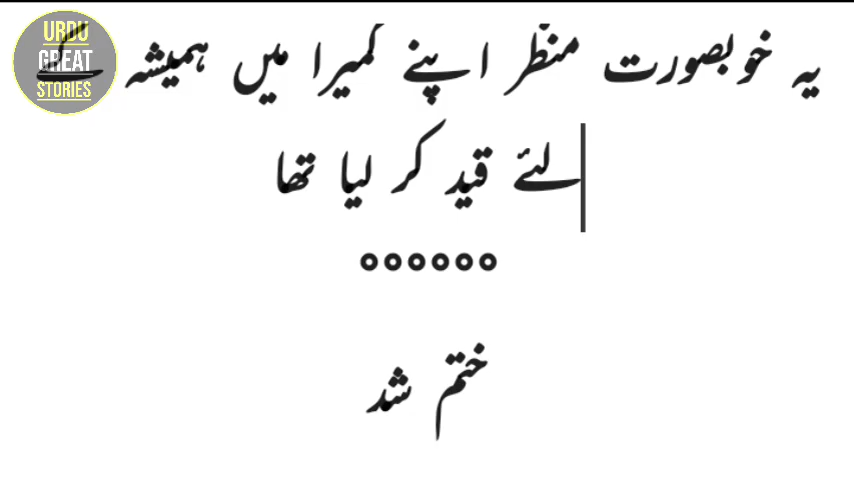 URDU
GREAT
STORIES
یہ خوبصورت منظر اپنے کیمرا میں ہمیشہ کے
لئے قید کر لیا تھا
°°°°°°
ختم شد